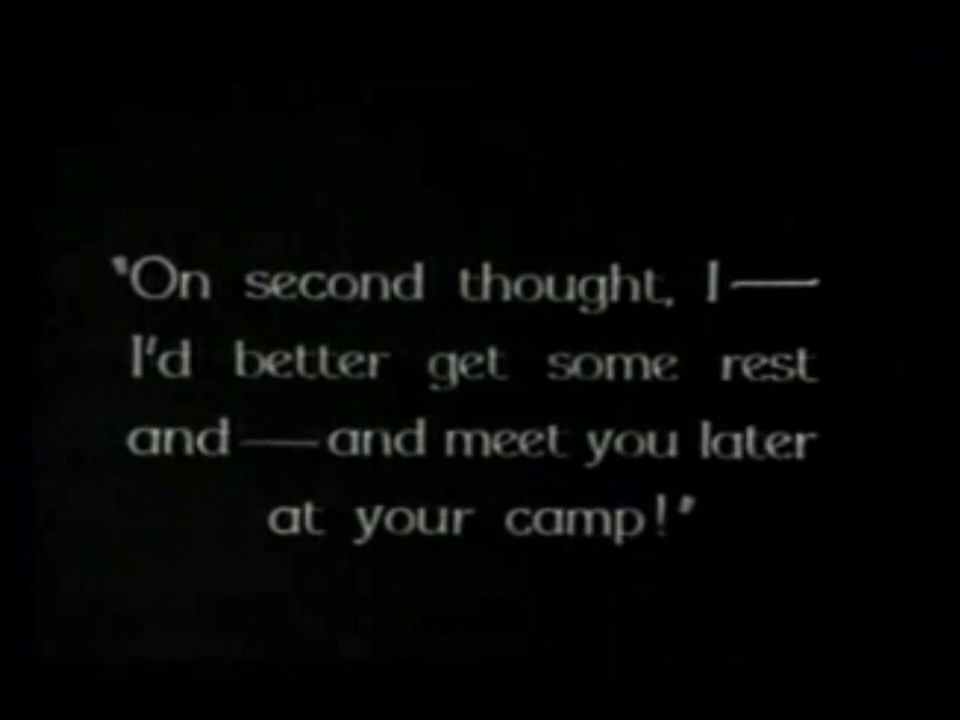 "On second thought, I—
I'd better get some rest
and—and meet you later
at your camp!"